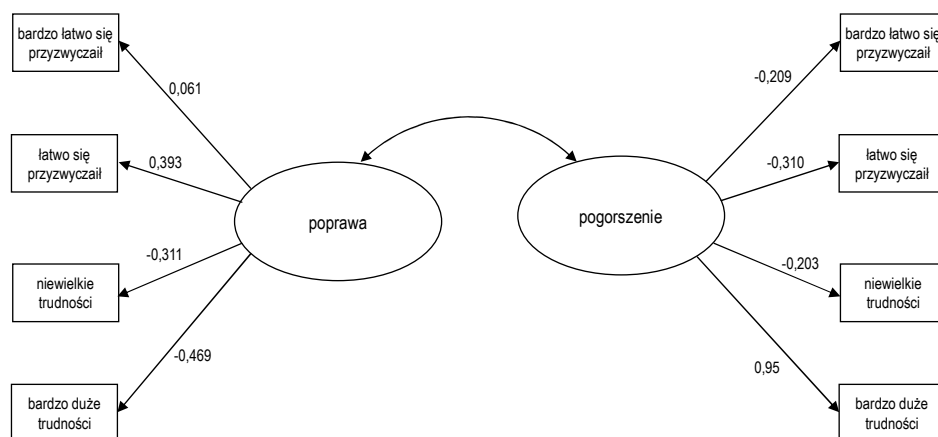 bardzo łatwo się
przyzwyczaił
0,061
łatwo się
przyzwyczaił
0,393
poprawa
-0,311
niewielkie
trudności
-0,469
bardzo duże
trudności
bardzo łatwo się
przyzwyczaił
-0,209
-0,310
łatwo się
przyzwyczaił
pogorszenie
-0,203
niewielkie
trudności
0,95
bardzo duże
trudności